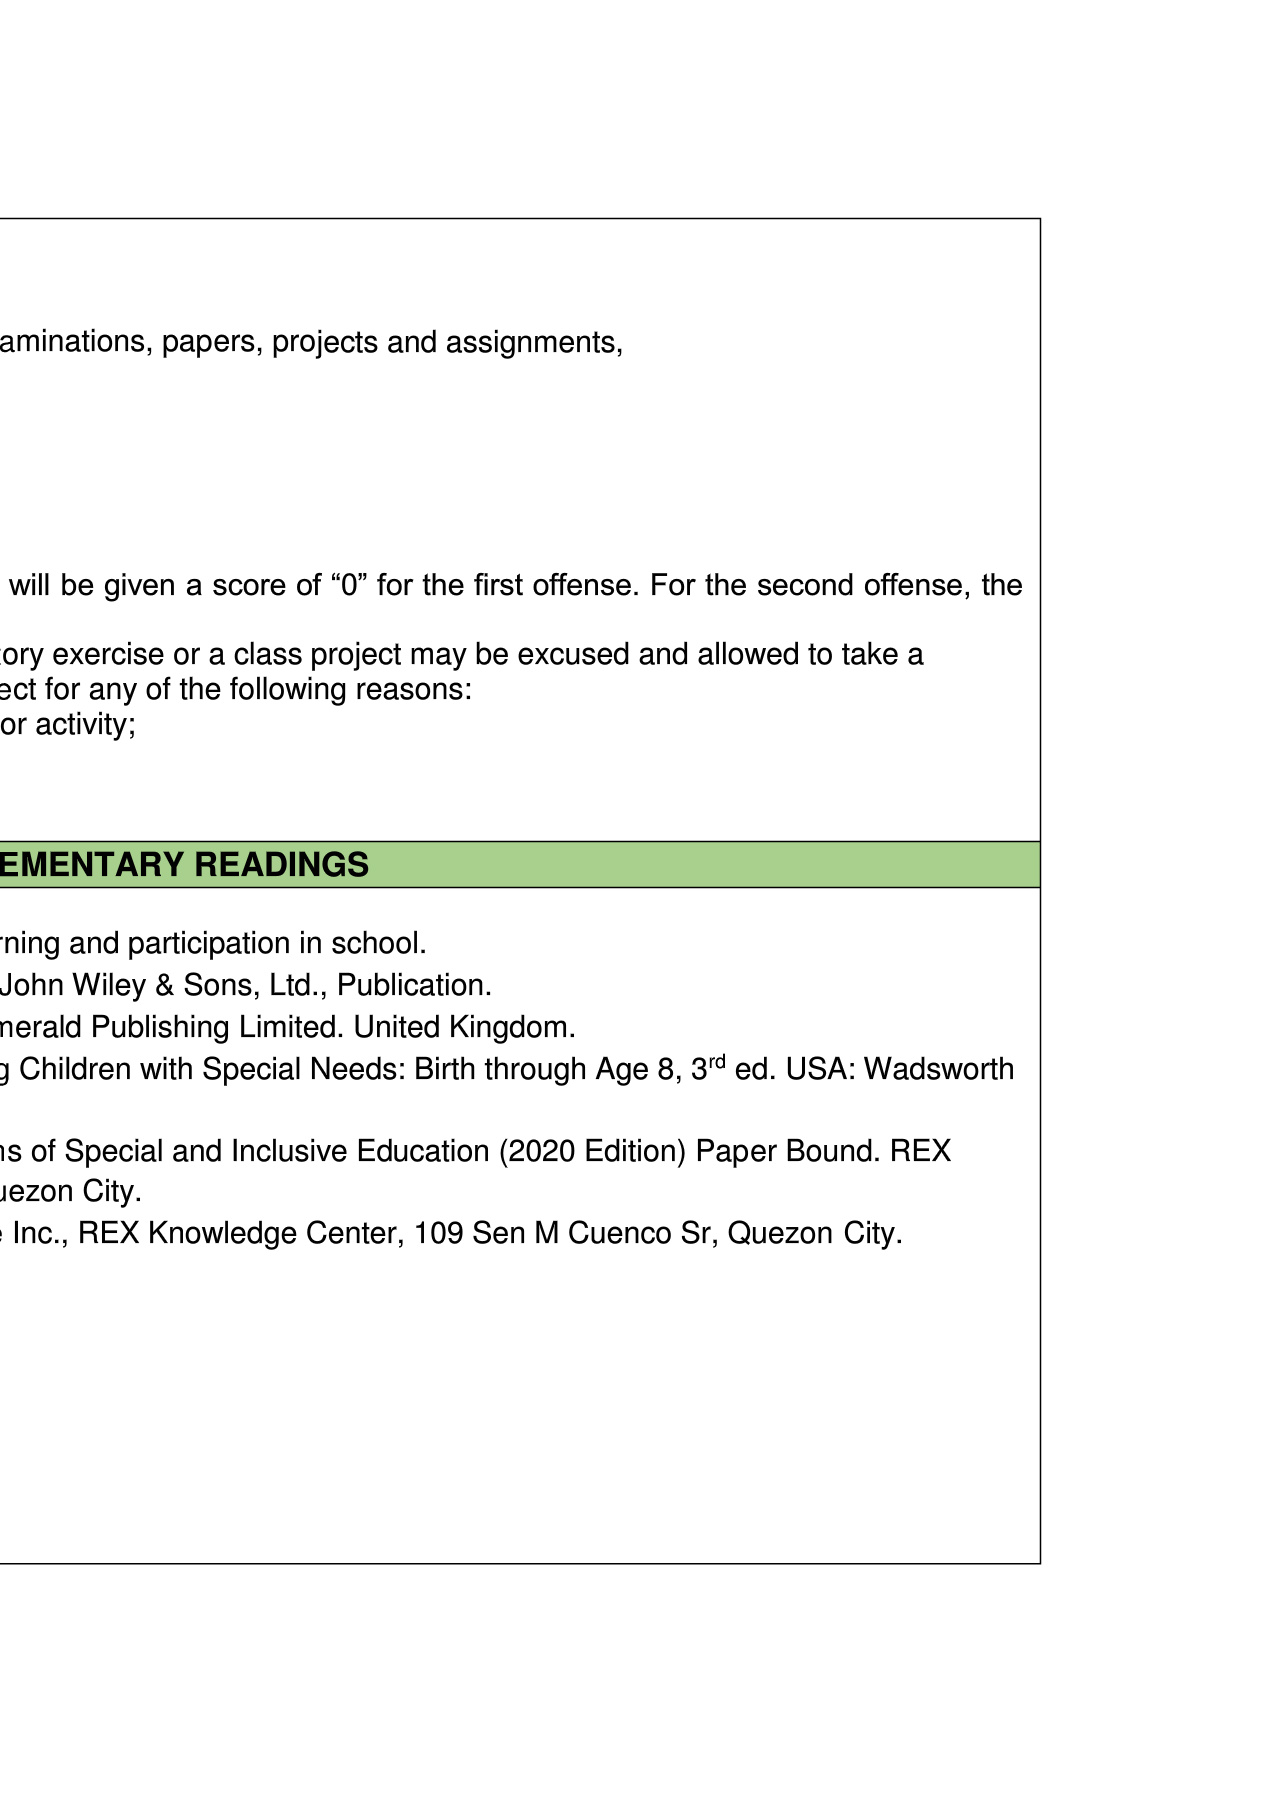 aminations, papers, projects and assignments,
will be given a score of “0” for the first offense. For the second offense, the
tory exercise or a class project may be excused and allowed to take a
ect for any of the following reasons:
or activity;
EMENTARY READINGS
rning and participation in school.
John Wiley & Sons, Ltd., Publication.
merald Publishing Limited. United Kingdom.
g Children with Special Needs: Birth through Age 8, 3rd ed. USA: Wadsworth
ns of Special and Inclusive Education (2020 Edition) Paper Bound. REX
uezon City.
e Inc., REX Knowledge Center, 109 Sen M Cuenco Sr, Quezon City.